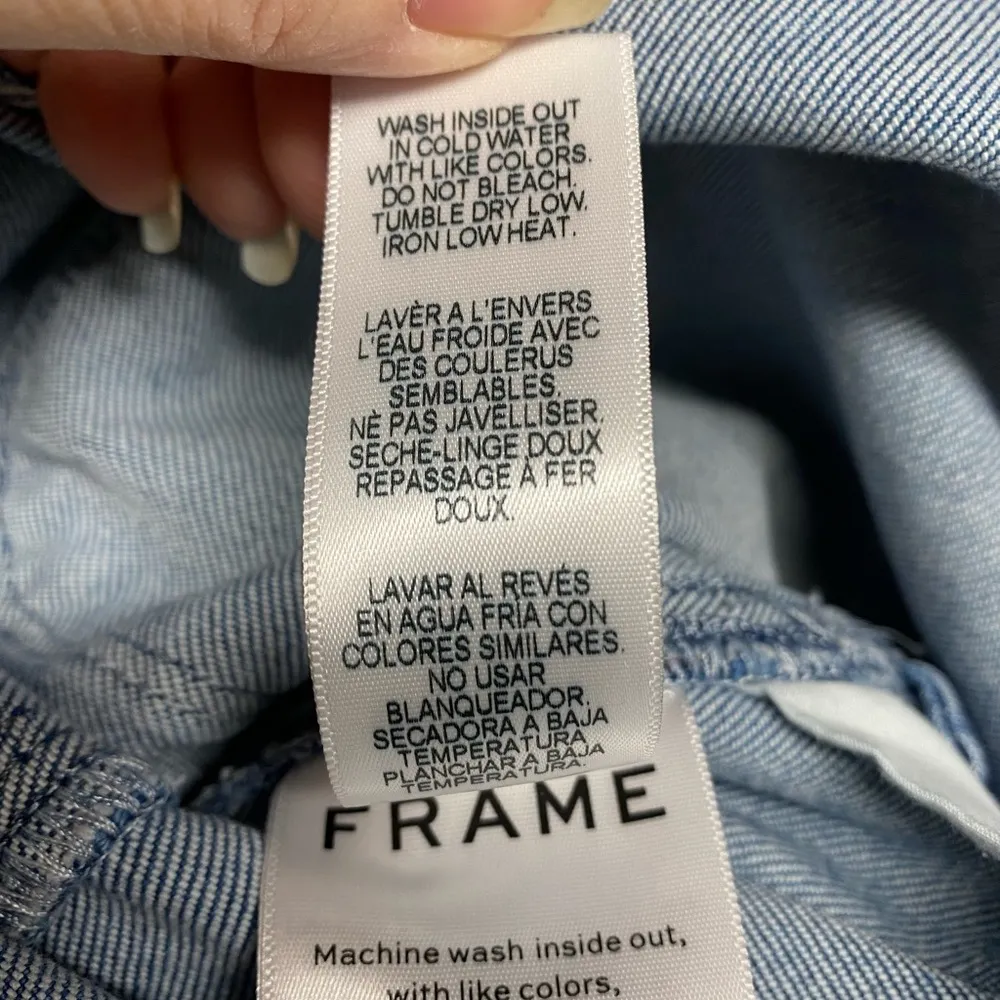 WASH INSIDE OUT
IN COLD WATER
WITH LIKE COLORS.
DO NOT BLEACH.
TUMBLE DRY LOW.
IRON LOW HEAT.
LAVÈR A L'ENVERS
L'EAU FROIDE AVEC
DES COULERUS
SEMBLABLES.
NÈ PAS JAVELLISER.
SECHE-LINGE DOUX
REPASSAGE À FER
DOUX.
LAVAR AL REVÉS
EN AGUA FRÍA CON
COLORES SIMILARES.
NO USAR
BLANQUEADOR.
SECADORA A BAJA
TEMPERATURA
PLANCHAR A BAJA
TEMPERATURA.
FRAME
Machine wash inside out,
with like colors,